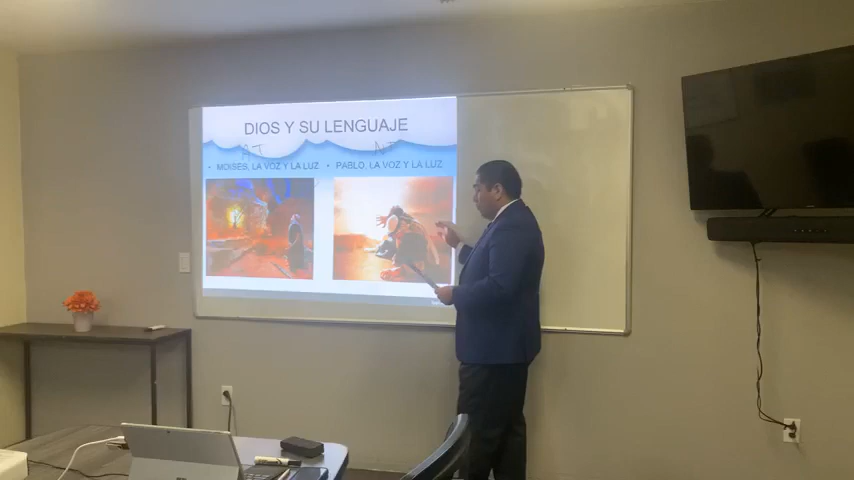 DIOS Y SU LENGUAJE
A.T. N.T
• MOISÉS, LA VOZ Y LA LUZ • PABLO, LA VOZ Y LA LUZ